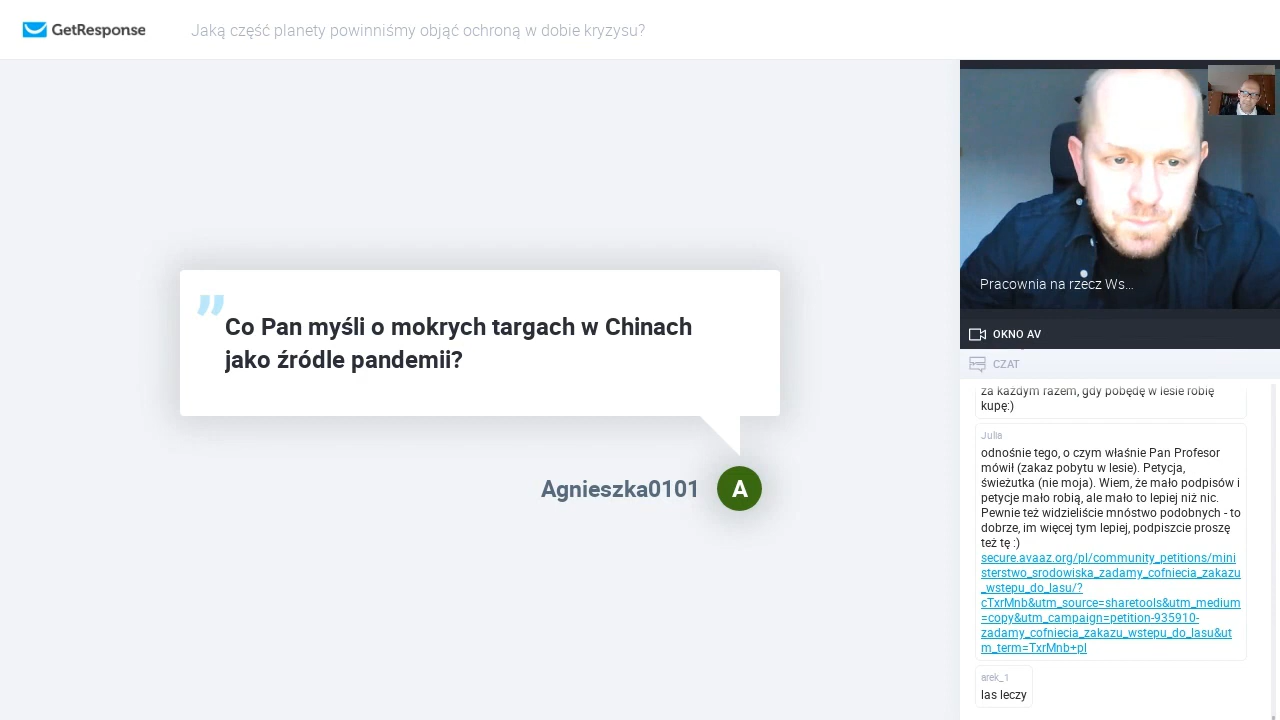 GetResponse
Jaką część planety powinniśmy objąć ochroną w dobie kryzysu?
Co Pan myśli o mokrych targach w Chinach
jako źródle pandemii?
Agnieszka0101
A
Pracownia na rzecz Ws...
OKNO AV
CZAT
za każdym razem, gdy pobędę w lesie robię
kupę:)
Julia
odnośnie tego, o czym właśnie Pan Profesor
mówił (zakaz pobytu w lesie). Petycja,
świeżutka (nie moja). Wiem, że mało podpisów i
petycje mało robią, ale mało to lepiej niż nic.
Pewnie też widzieliście mnóstwo podobnych - to
dobrze, im więcej tym lepiej, podpiszcie proszę
też tę :)
secure.avaaz.org/pl/community_petitions/mini
sterstwo_srodowiska_zadamy_cofniecia_zakazu
_wstepu_do_lasu/?
cTxrMnb&utm_source=sharetools&utm_medium
=copy&utm_campaign=petition-935910-
zadamy_cofniecia_zakazu_wstepu_do_lasu&ut
m_term=TxrMnb+pl
arek_1
las leczy